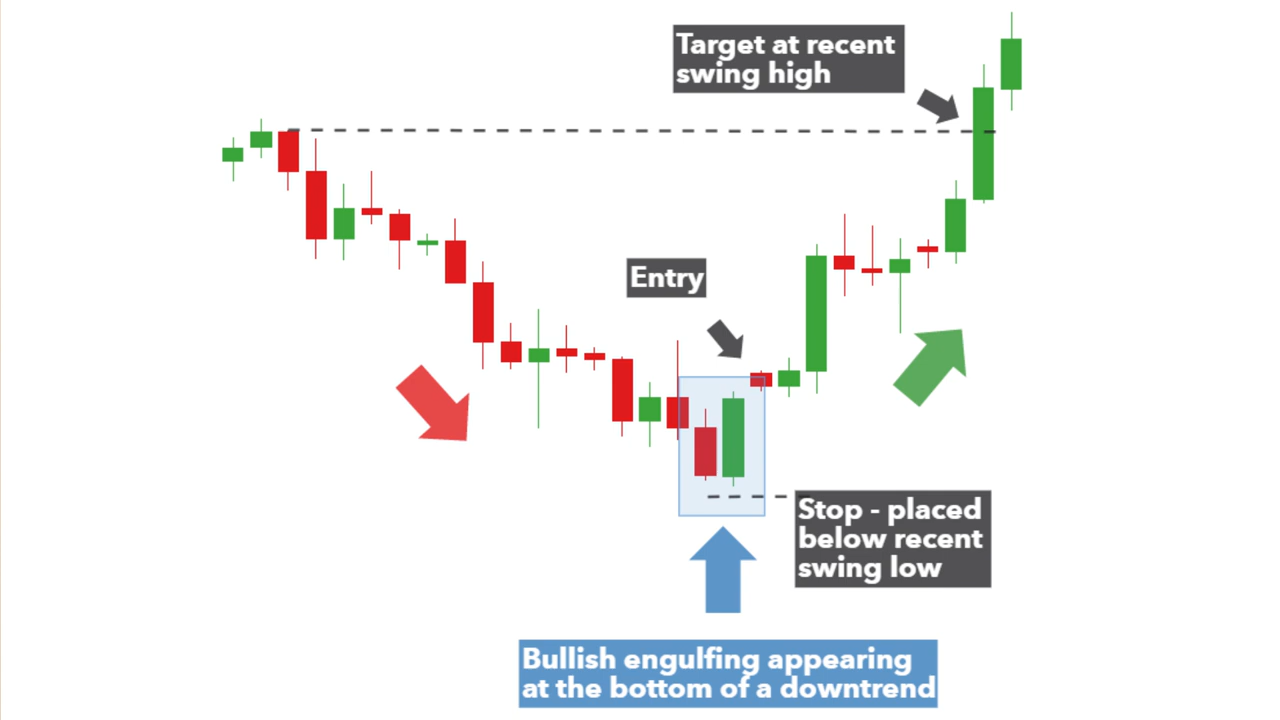 Target at recent
swing high
Entry
Stop - placed
below recent
swing low
Bullish engulfing appearing
at the bottom of a downtrend